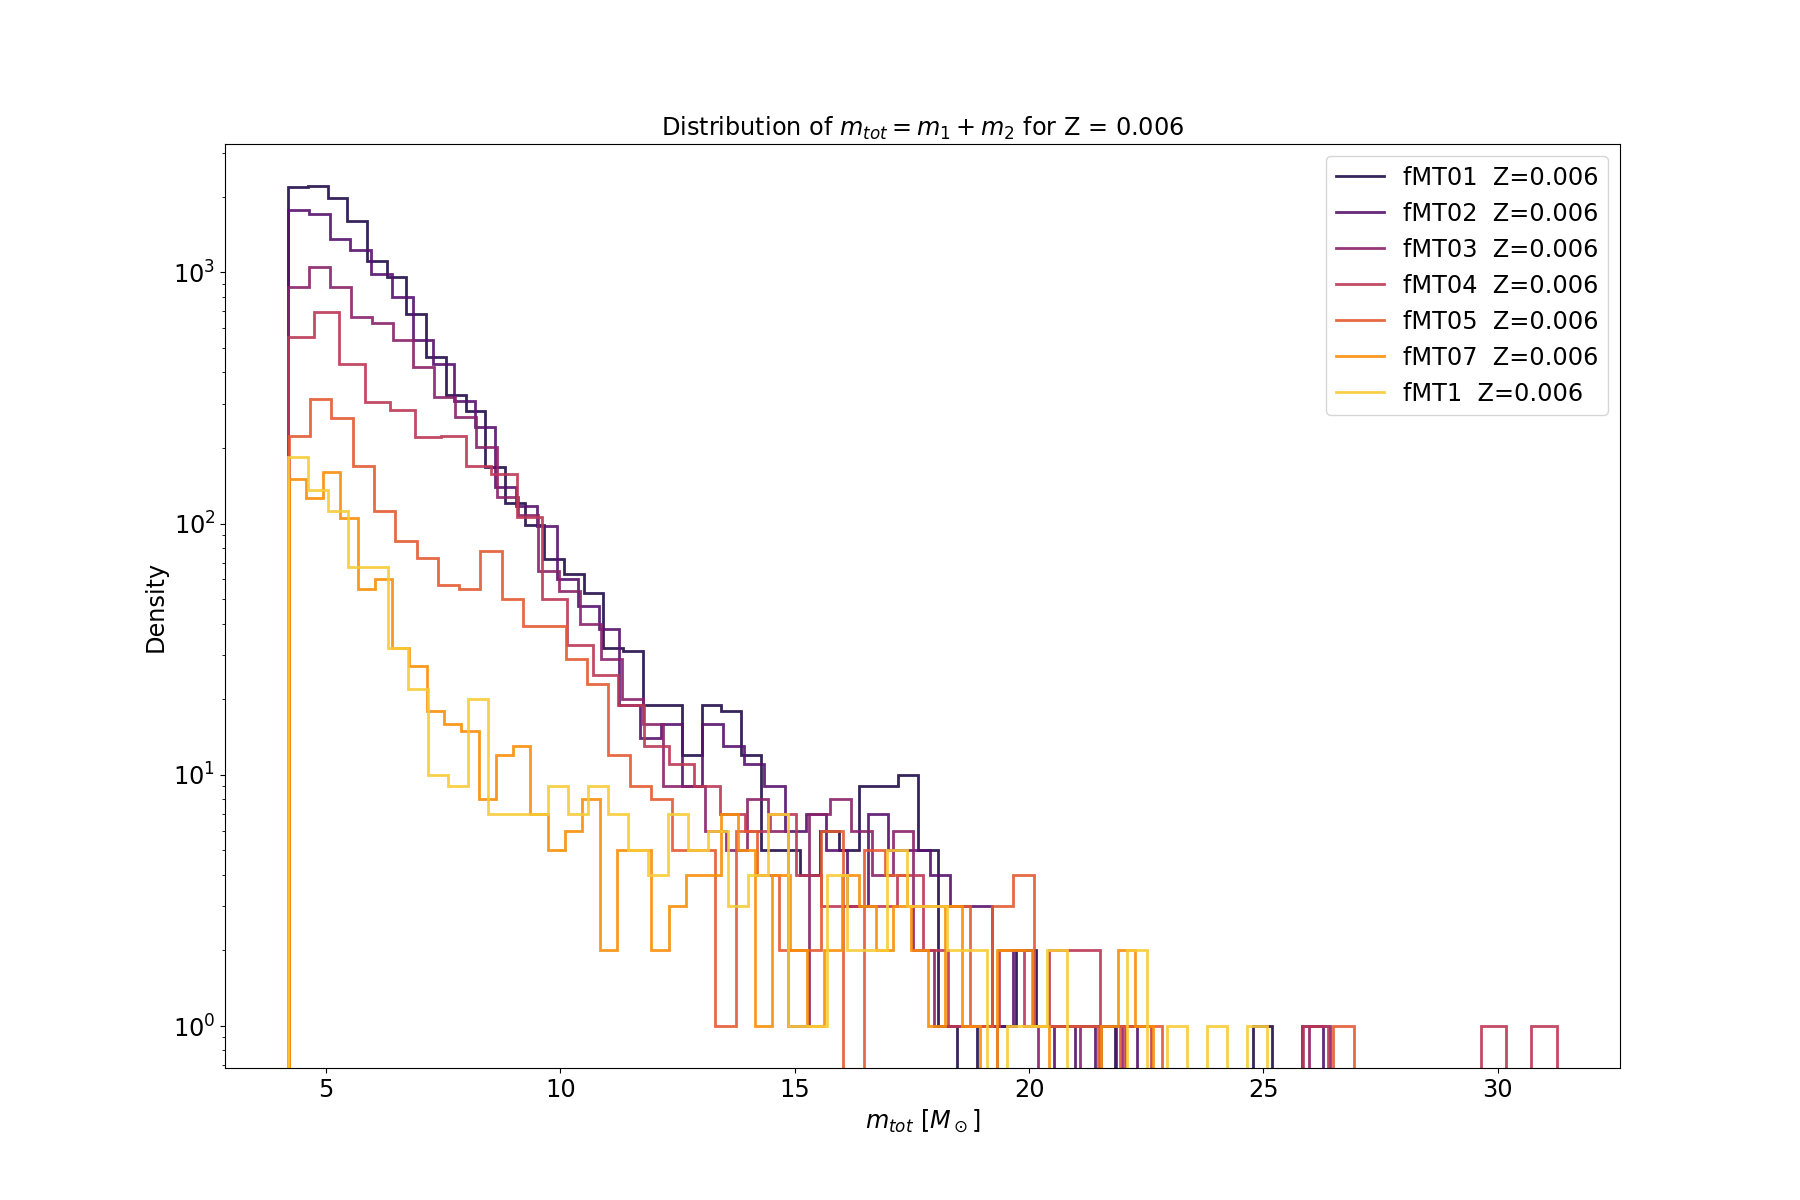 Distribution of m_tot = m_1 + m_2 for Z = 0.006
fMT01 Z=0.006
fMT02 Z=0.006
fMT03 Z=0.006
fMT04 Z=0.006
fMT05 Z=0.006
fMT07 Z=0.006
fMT1 Z=0.006
Density
10^3
10^2
10^1
10^0
5 10 15 20 25 30
m_tot [M_⊙]